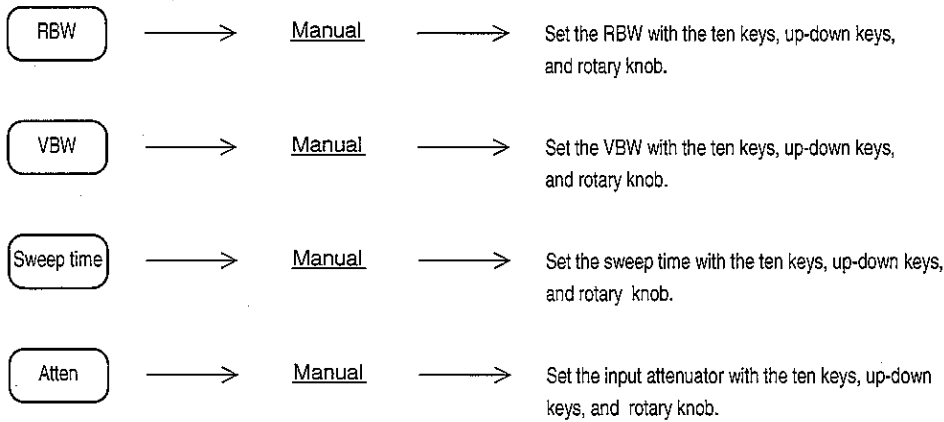 RBW Manual Set the RBW with the ten keys, up-down keys,
and rotary knob.
VBW Manual Set the VBW with the ten keys, up-down keys,
and rotary knob.
Sweep time Manual Set the sweep time with the ten keys, up-down keys,
and rotary knob.
Atten Manual Set the input attenuator with the ten keys, up-down
keys, and rotary knob.